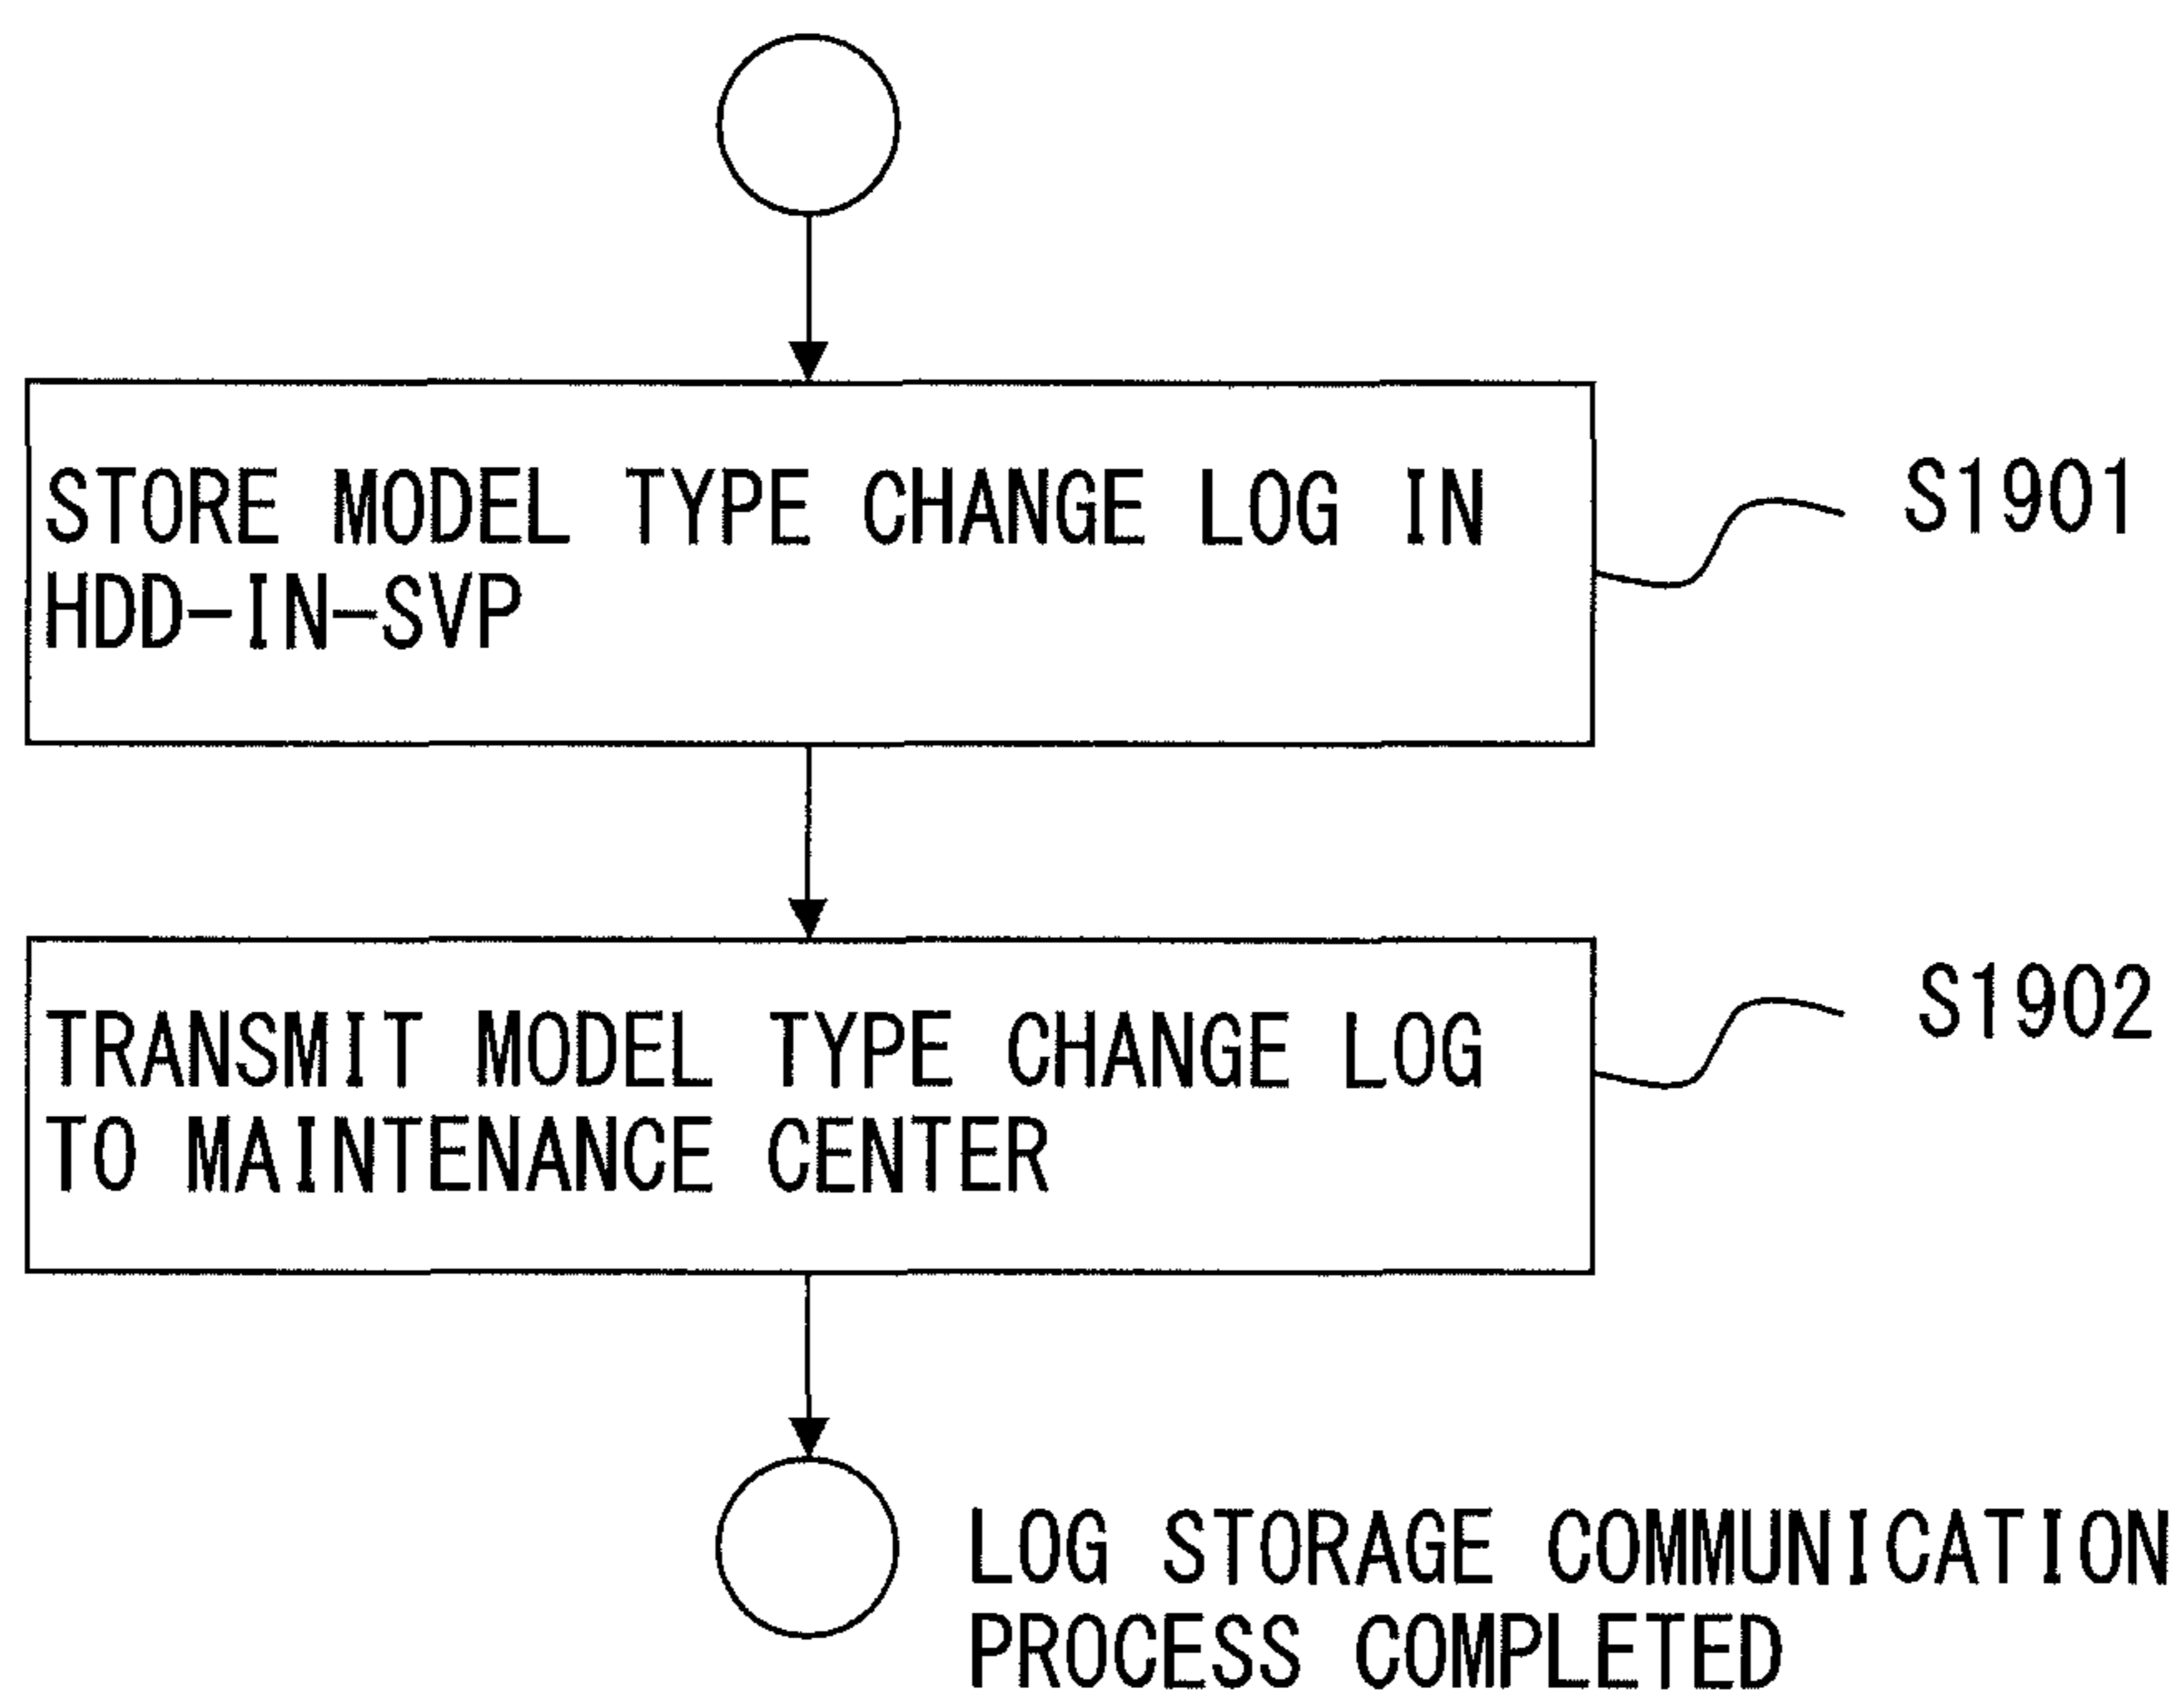 STORE MODEL TYPE CHANGE LOG IN
HDD-IN-SVP
S1901
TRANSMIT MODEL TYPE CHANGE LOG
TO MAINTENANCE CENTER
S1902
LOG STORAGE COMMUNICATION
PROCESS COMPLETED